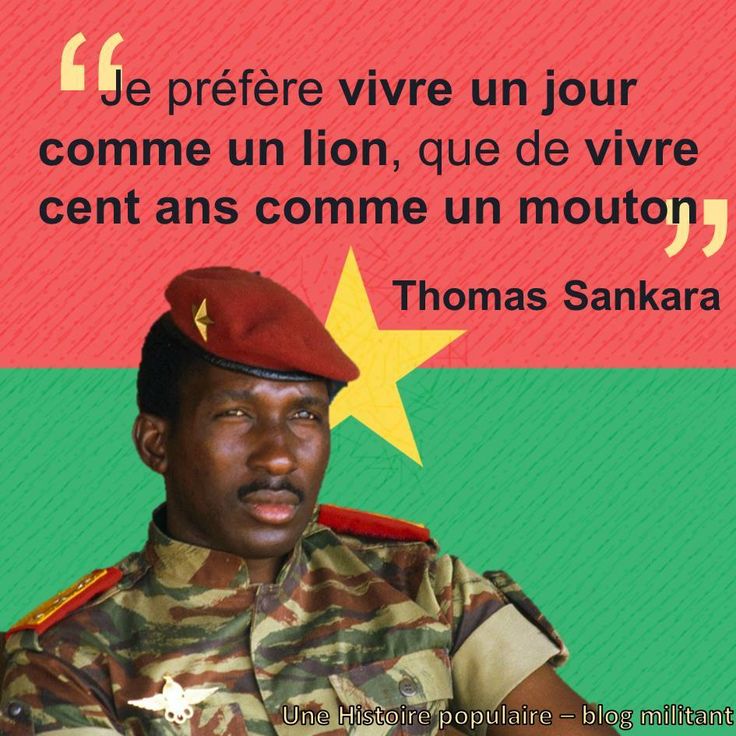 “Je préfère vivre un jour
comme un lion, que de vivre
cent ans comme un mouton”
Thomas Sankara
Une Histoire populaire – blog militant